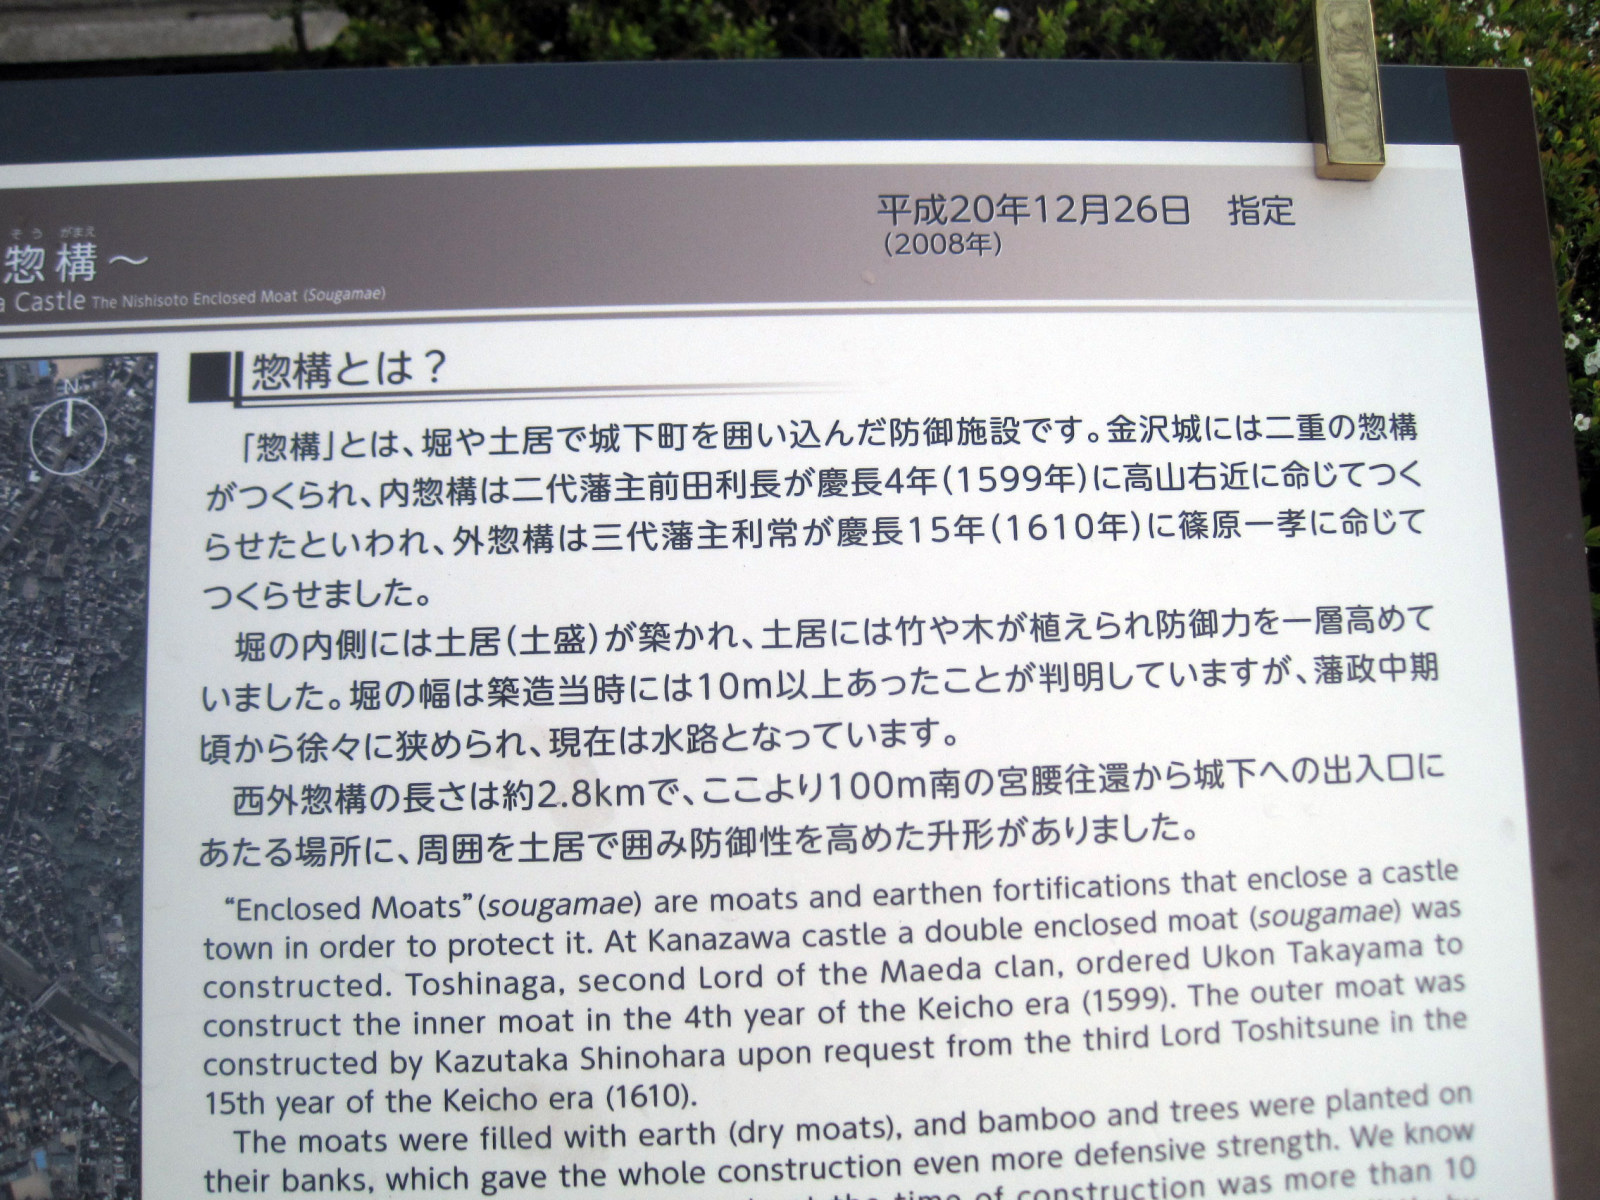 平成20年12月26日 指定
(2008年)
そう がまえ
惣構～
a Castle The Nishisoto Enclosed Moat (Sougamae)
N
惣構とは？
「惣構」とは、堀や土居で城下町を囲い込んだ防御施設です。金沢城には二重の惣構
がつくられ、内惣構は二代藩主前田利長が慶長4年(1599年)に高山右近に命じてつく
らせたといわれ、外惣構は三代藩主利常が慶長15年(1610年)に篠原一孝に命じて
つくらせました。
堀の内側には土居(土盛)が築かれ、土居には竹や木が植えられ防御力を一層高めて
いました。堀の幅は築造当時には10m以上あったことが判明していますが、藩政中期
頃から徐々に狭められ、現在は水路となっています。
西外惣構の長さは約2.8kmで、ここより100m南の宮腰往還から城下への出入口に
あたる場所に、周囲を土居で囲み防御性を高めた升形がありました。
“Enclosed Moats” (sougamae) are moats and earthen fortifications that enclose a castle
town in order to protect it. At Kanazawa castle a double enclosed moat (sougamae) was
constructed. Toshinaga, second Lord of the Maeda clan, ordered Ukon Takayama to
construct the inner moat in the 4th year of the Keicho era (1599). The outer moat was
constructed by Kazutaka Shinohara upon request from the third Lord Toshitsune in the
15th year of the Keicho era (1610).
The moats were filled with earth (dry moats), and bamboo and trees were planted on
their banks, which gave the whole construction even more defensive strength. We know
the time of construction was more than 10